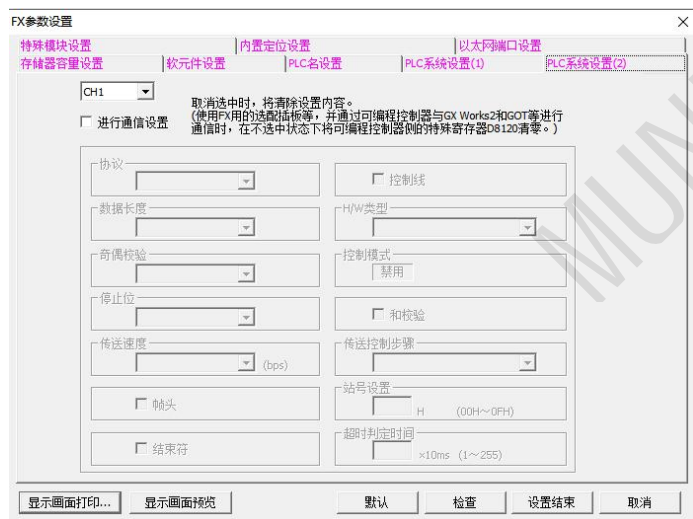 FX参数设置
特殊模块设置 内置定位设置 以太网端口设置
存储器容量设置 软元件设置 PLC名设置 PLC系统设置(1) PLC系统设置(2)
CH1
取消选中时，将清除设置内容。
进行通信设置 (使用FX用的选配插板等，并通过可编程控制器与GX Works2和GOT等进行
通信时，在不选中状态下将可编程控制器侧的特殊寄存器D8120清零。)
协议
控制线
数据长度 H/W类型
奇偶校验 控制模式
禁用
停止位
和校验
传送速度 传送控制步骤
(bps)
帧头 站号设置
H (00H～0FH)
结束符 超时判定时间
×10ms (1～255)
显示画面打印... 显示画面预览 默认 检查 设置结束 取消